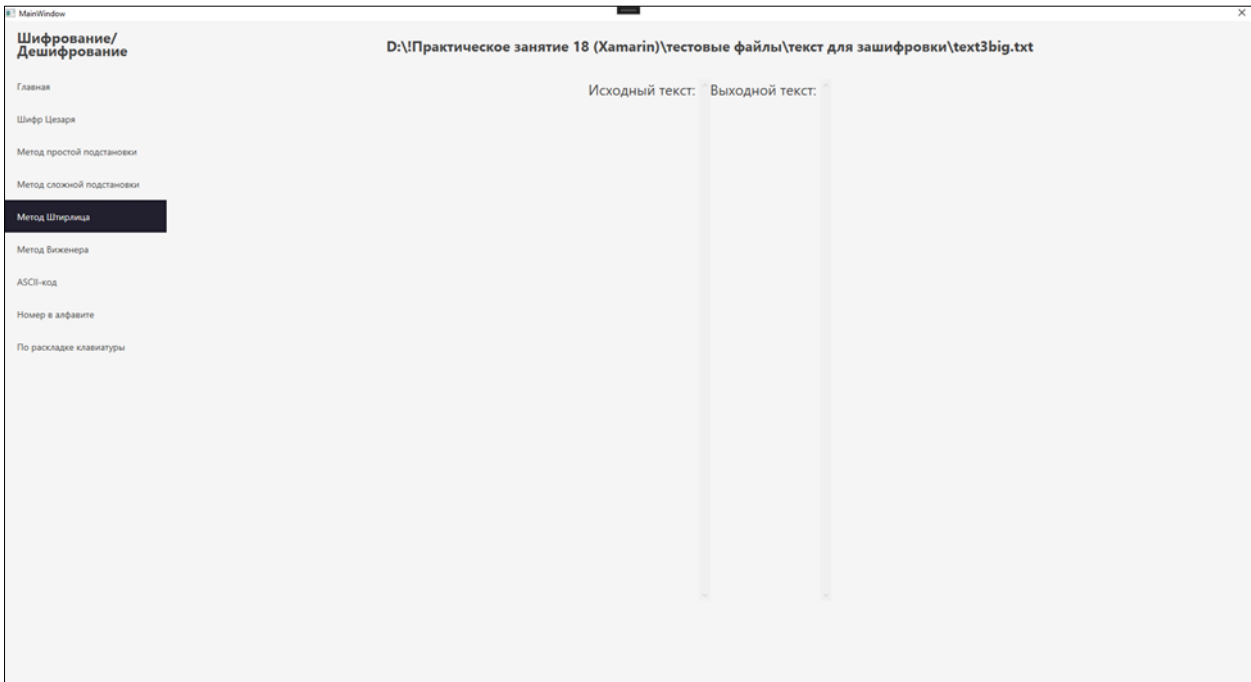 MainWindow
Шифрование/
Дешифрование
D:\!Практическое занятие 18 (Xamarin)\тестовые файлы\текст для зашифровки\text3big.txt
Главная
Исходный текст: Выходной текст:
Шифр Цезаря
Метод простой подстановки
Метод сложной подстановки
Метод Штирлица
Метод Виженера
ASCII-код
Номер в алфавите
По раскладке клавиатуры